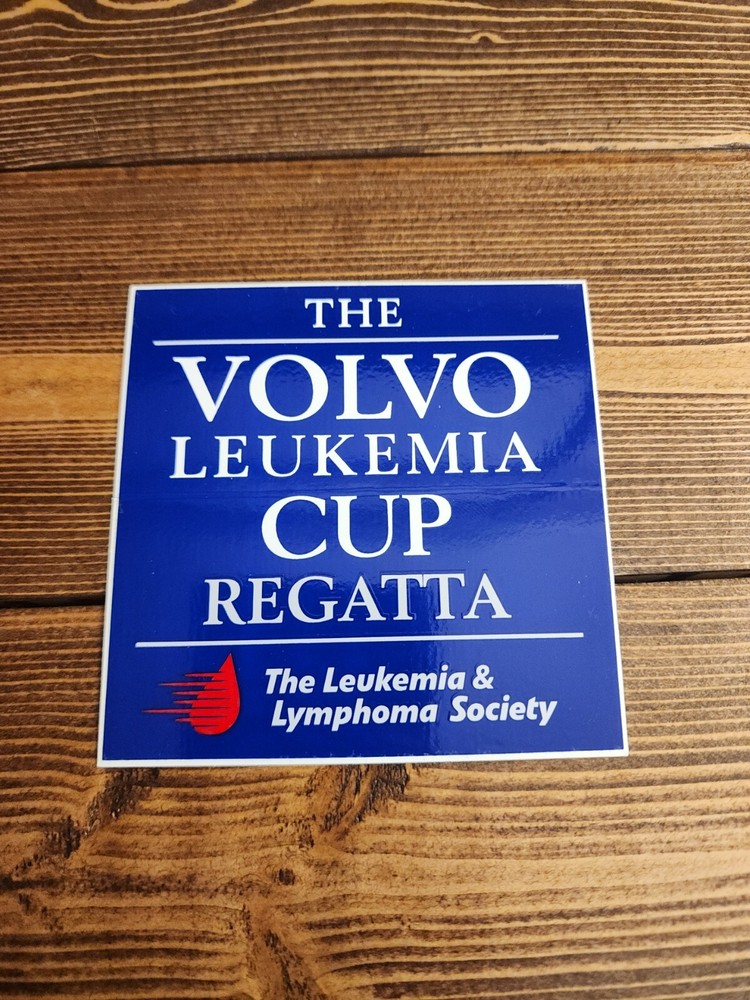 THE
VOLVO
LEUKEMIA
CUP
REGATTA
The Leukemia &
Lymphoma Society